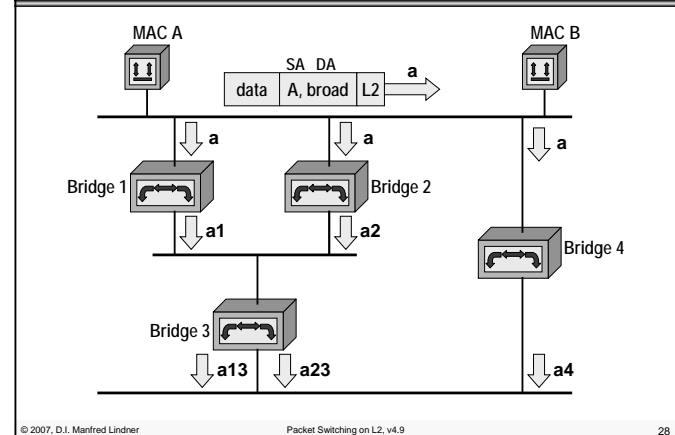 MAC A
MAC B
SA DA
a
data
A, broad
L2
a
a
a
Bridge 1
Bridge 2
a1
a2
Bridge 4
Bridge 3
a13
a23
a4
© 2007, D.I. Manfred Lindner
Packet Switching on L2, v4.9
28